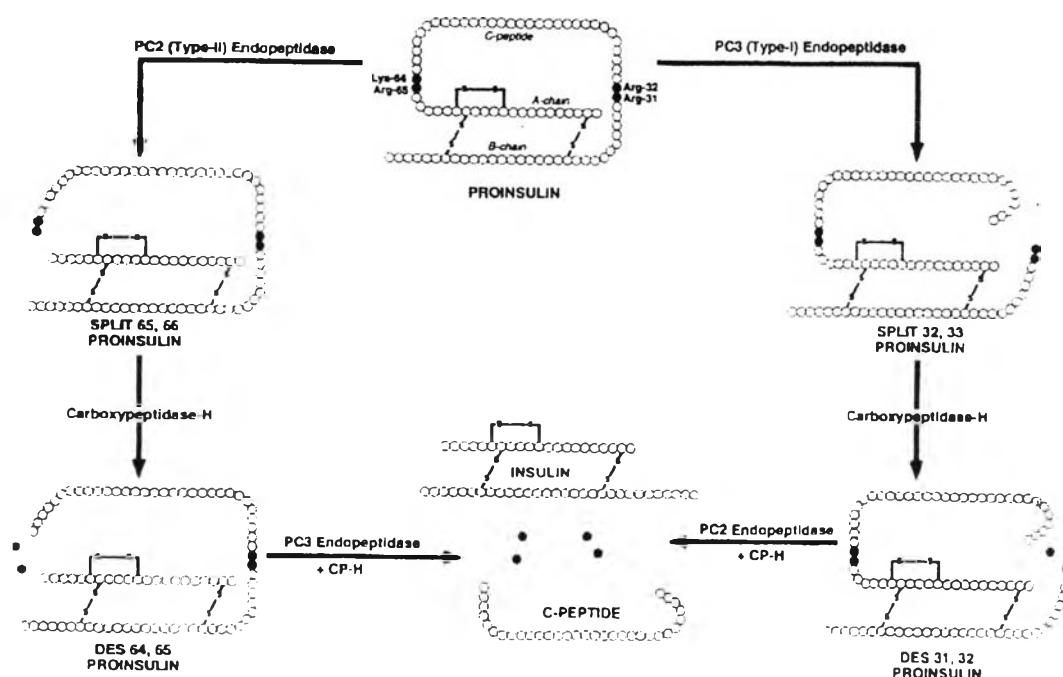 C-peptide
PC2 (Type-II) Endopeptidase
PC3 (Type-I) Endopeptidase
Lys-64
Arg-65
Arg-32
Arg-31
A-chain
B-chain
PROINSULIN
SPLIT 65, 66
PROINSULIN
SPLIT 32, 33
PROINSULIN
Carboxypeptidase-H
Carboxypeptidase-H
INSULIN
PC3 Endopeptidase
+ CP-H
PC2 Endopeptidase
+ CP-H
C-PEPTIDE
DES 64, 65
PROINSULIN
DES 31, 32
PROINSULIN